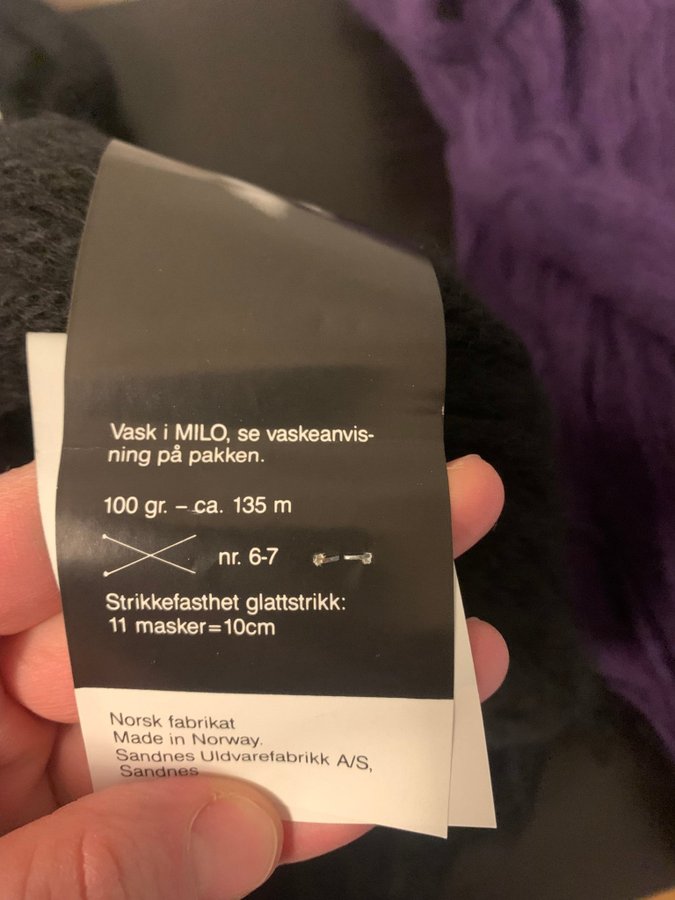 Vask i MILO, se vaskeanvis-
ning på pakken.
100 gr. – ca. 135 m
nr. 6-7
Strikkefasthet glattstrikk:
11 masker=10cm
Norsk fabrikat
Made in Norway.
Sandnes Uldvarefabrikk A/S,
Sandnes